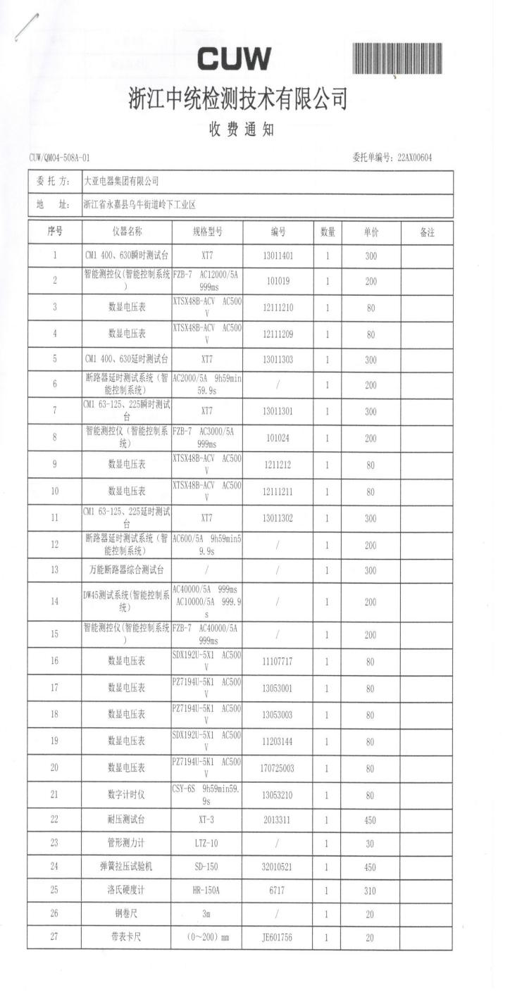 CUW
浙江中统检测技术有限公司
收费通知
CUW/QM04-508A-01 委托单编号：22AX00604
委托方： 大亚电器集团有限公司
地 址： 浙江省永嘉县乌牛街道岭下工业区
序号 仪器名称 规格型号 编号 数量 单价 备注
1 CM1 400、630瞬时测试台 XT7 13011401 1 300
2 智能测控仪(智能控制系统) FZB-7 AC12000/5A 999ms 101019 1 200
3 数显电压表 XTSX48B-ACV AC500V 12111210 1 80
4 数显电压表 XTSX48B-ACV AC500V 12111209 1 80
5 CM1 400、630延时测试台 XT7 13011303 1 300
6 断路器延时测试系统（智能控制系统） AC2000/5A 9h59min59.9s / 1 200
7 CM1 63-125、225瞬时测试台 XT7 13011301 1 300
8 智能测控仪（智能控制系统） FZB-7 AC3000/5A 999ms 101024 1 200
9 数显电压表 XTSX48B-ACV AC500V 1211212 1 80
10 数显电压表 XTSX48B-ACV AC500V 12111211 1 80
11 CM1 63-125、225延时测试台 XT7 13011302 1 300
12 断路器延时测试系统（智能控制系统） AC600/5A 9h59min59.9s / 1 200
13 万能断路器综合测试台 / / 1 300
14 DW45测试系统(智能控制系统） AC40000/5A 999ms AC10000/5A 999.9s / 1 200
15 智能测控仪(智能控制系统) FZB-7 AC40000/5A 999ms / 1 200
16 数显电压表 SDX192U-5X1 AC500V 11107717 1 80
17 数显电压表 PZ7194U-5K1 AC500V 13053001 1 80
18 数显电压表 PZ7194U-5K1 AC500V 13053003 1 80
19 数显电压表 SDX192U-5X1 AC500V 11203144 1 80
20 数显电压表 PZ7194U-5K1 AC500V 170725003 1 80
21 数字计时仪 CSY-6S 9h59min59.9s 13053210 1 80
22 耐压测试台 XT-3 2013311 1 450
23 管形测力计 LTZ-10 / 1 30
24 弹簧拉压试验机 SD-150 32010521 1 450
25 洛氏硬度计 HR-150A 6717 1 310
26 钢卷尺 3m / 1 20
27 带表卡尺 （0～200）mm JE601756 1 20